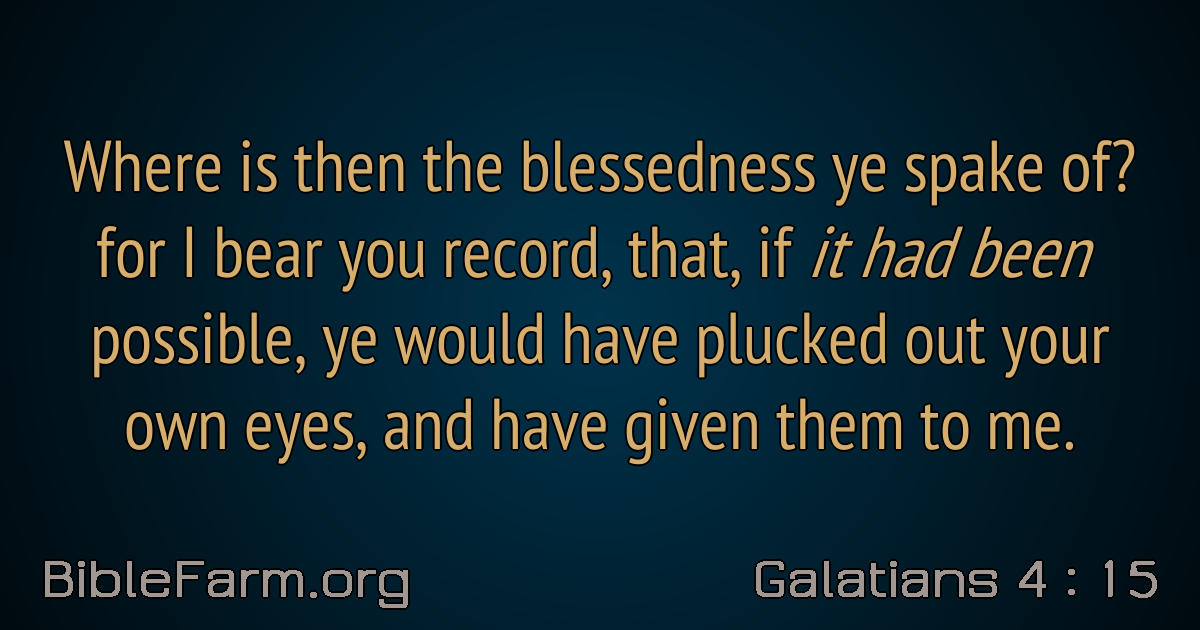 Where is then the blessedness ye spake of?
for I bear you record, that, if it had been
possible, ye would have plucked out your
own eyes, and have given them to me.
BibleFarm.org
Galatians 4 : 15